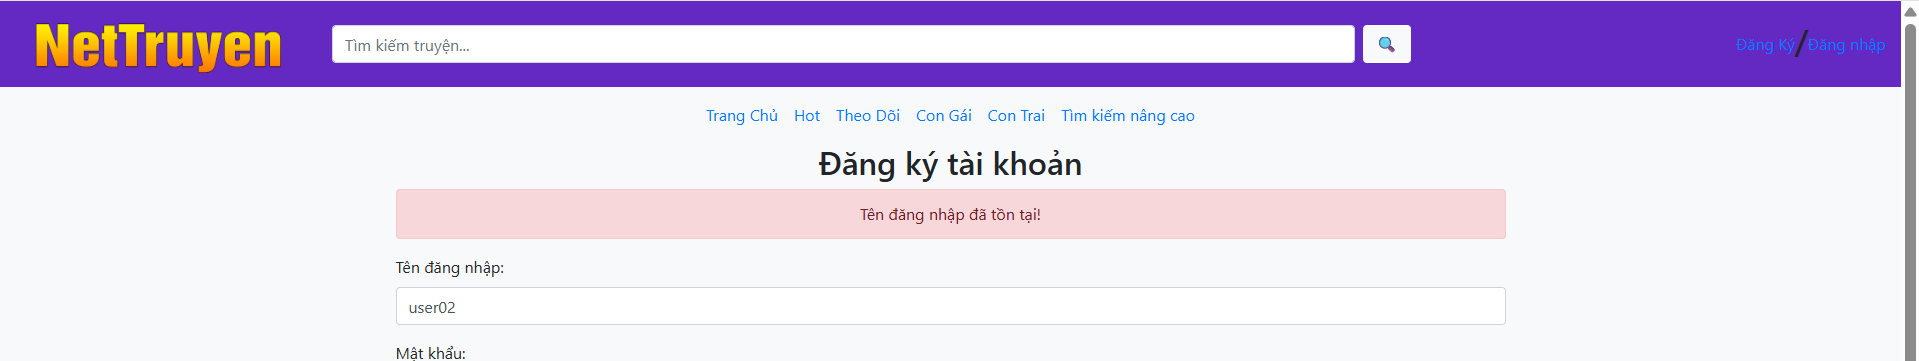 NetTruyen
Tìm kiếm truyện...
Đăng Ký/Đăng nhập
Trang Chủ Hot Theo Dõi Con Gái Con Trai Tìm kiếm nâng cao
Đăng ký tài khoản
Tên đăng nhập đã tồn tại!
Tên đăng nhập:
user02
Mật khẩu: